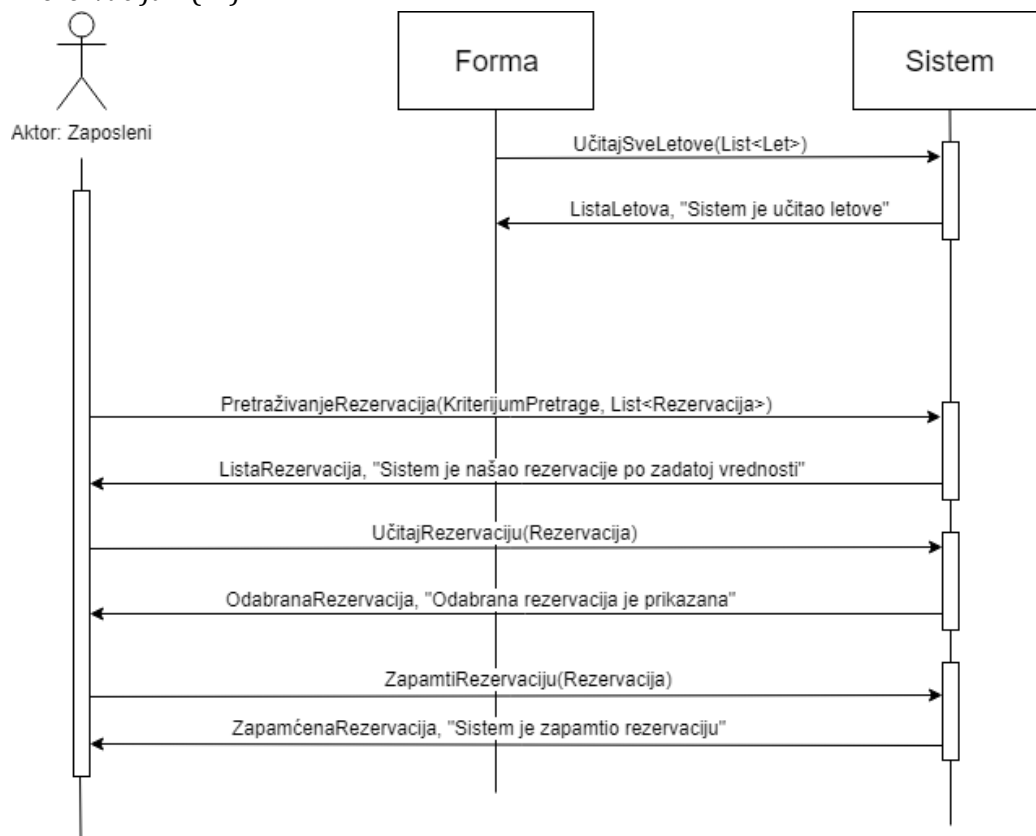 Forma
Sistem
Aktor: Zaposleni
UčitajSveLetove(List<Let>)
ListaLetova, "Sistem je učitao letove"
PretraživanjeRezervacija(KriterijumPretrage, List<Rezervacija>)
ListaRezervacija, "Sistem je našao rezervacije po zadatoj vrednosti"
UčitajRezervaciju(Rezervacija)
OdabranaRezervacija, "Odabrana rezervacija je prikazana"
ZapamtiRezervaciju(Rezervacija)
ZapamćenaRezervacija, "Sistem je zapamtio rezervaciju"